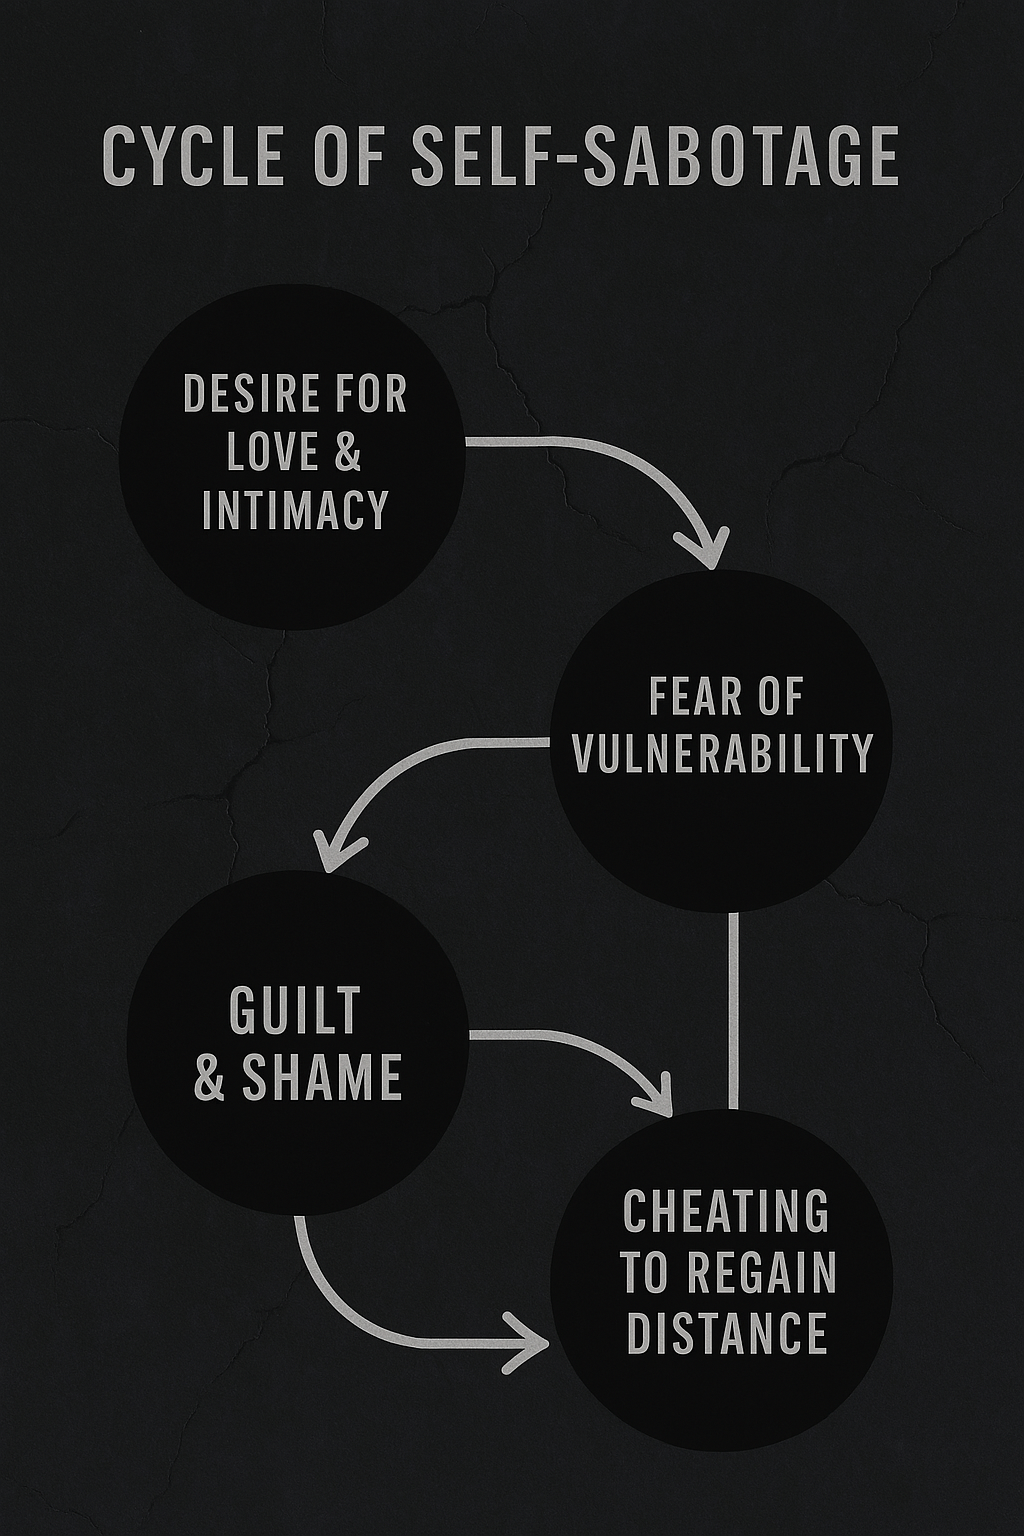 CYCLE OF SELF-SABOTAGE
DESIRE FOR
LOVE &
INTIMACY
FEAR OF
VULNERABILITY
GUILT
& SHAME
CHEATING
TO REGAIN
DISTANCE